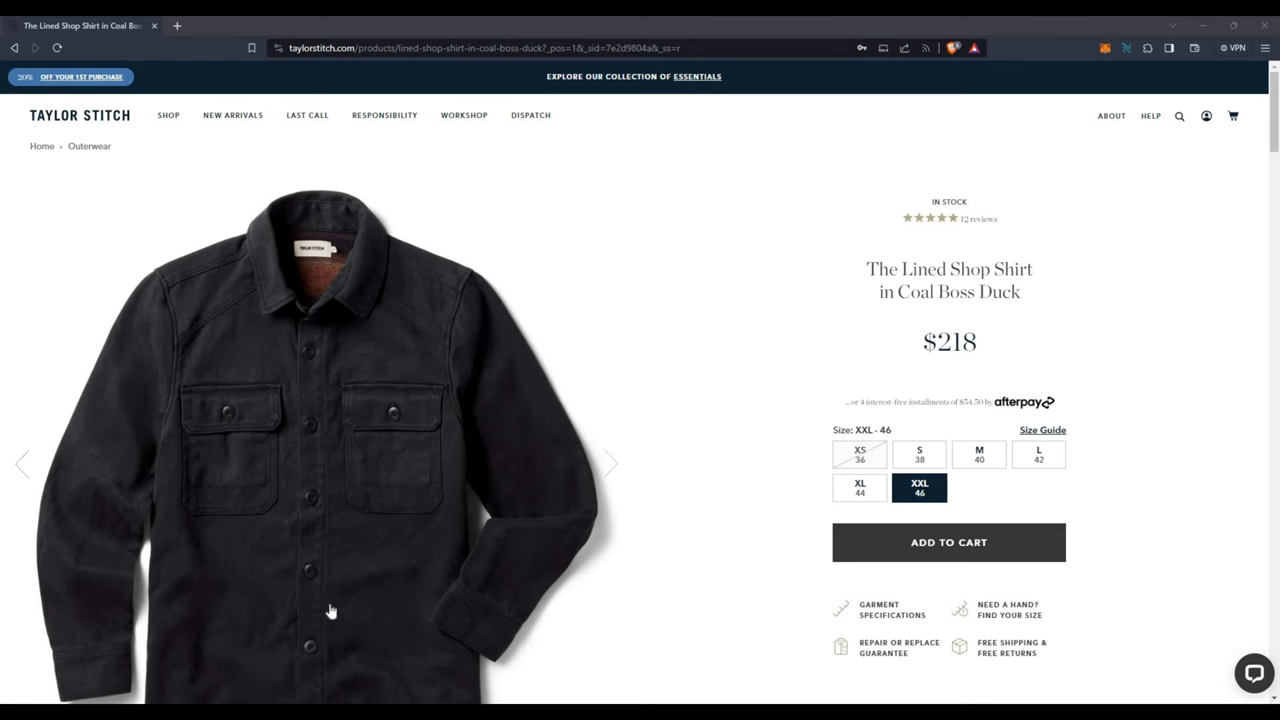 The Lined Shop Shirt in Coal Bos
taylorstitch.com/products/lined-shop-shirt-in-coal-boss-duck?_pos=1&_sid=7e2d9804a&_ss=r
VPN
20% OFF YOUR 1ST PURCHASE
EXPLORE OUR COLLECTION OF ESSENTIALS
TAYLOR STITCH
SHOP
NEW ARRIVALS
LAST CALL
RESPONSIBILITY
WORKSHOP
DISPATCH
ABOUT
HELP
Home › Outerwear
TAYLOR STITCH
IN STOCK
12 reviews
The Lined Shop Shirt
in Coal Boss Duck
$218
... or 4 interest-free installments of $54.50 by afterpay
Size: XXL - 46
Size Guide
XS
36
S
38
M
40
L
42
XL
44
XXL
46
ADD TO CART
GARMENT
SPECIFICATIONS
NEED A HAND?
FIND YOUR SIZE
REPAIR OR REPLACE
GUARANTEE
FREE SHIPPING &
FREE RETURNS